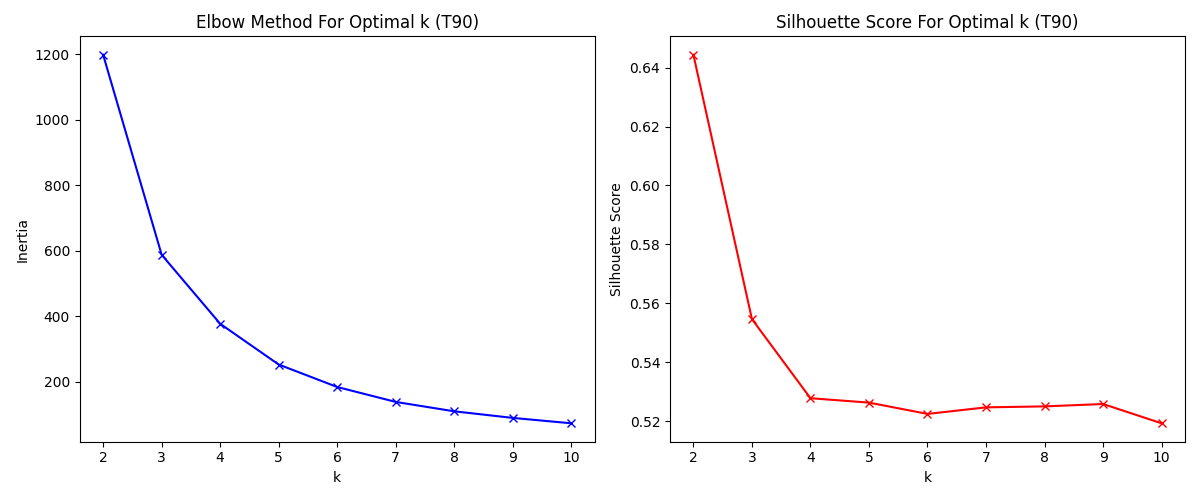 Elbow Method For Optimal k (T90)
1200
1000
800
600
400
200
Inertia
2 3 4 5 6 7 8 9 10
k
Silhouette Score For Optimal k (T90)
0.64
0.62
0.60
0.58
0.56
0.54
0.52
Silhouette Score
2 3 4 5 6 7 8 9 10
k